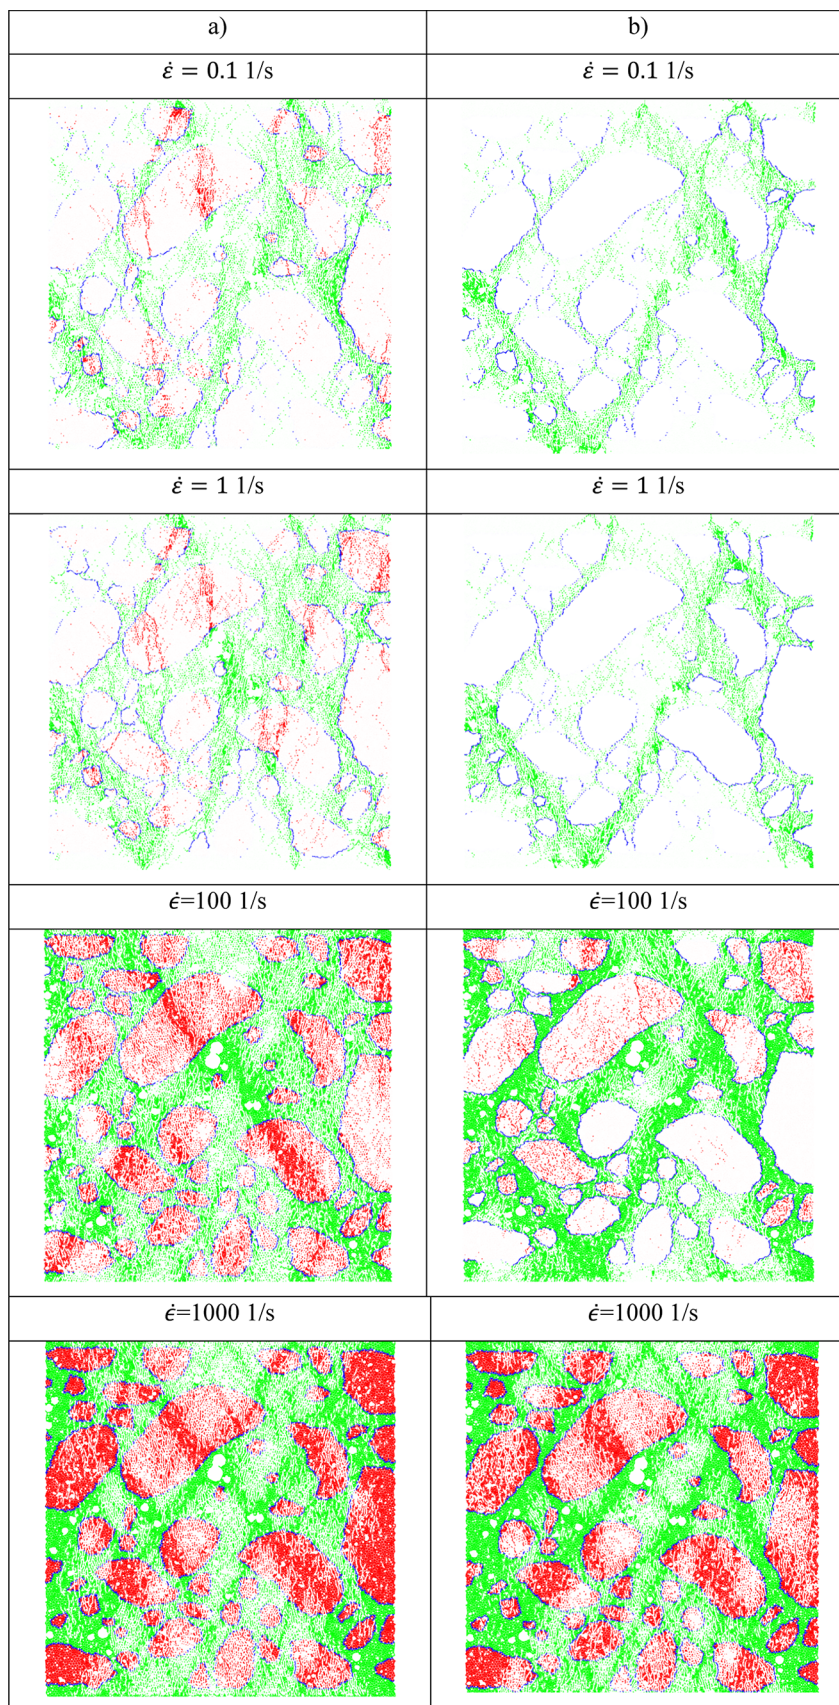 a) b)
𝜀̇ = 0.1 1/s 𝜀̇ = 0.1 1/s
𝜀̇ = 1 1/s 𝜀̇ = 1 1/s
𝜖̇=100 1/s 𝜖̇=100 1/s
𝜖̇=1000 1/s 𝜖̇=1000 1/s